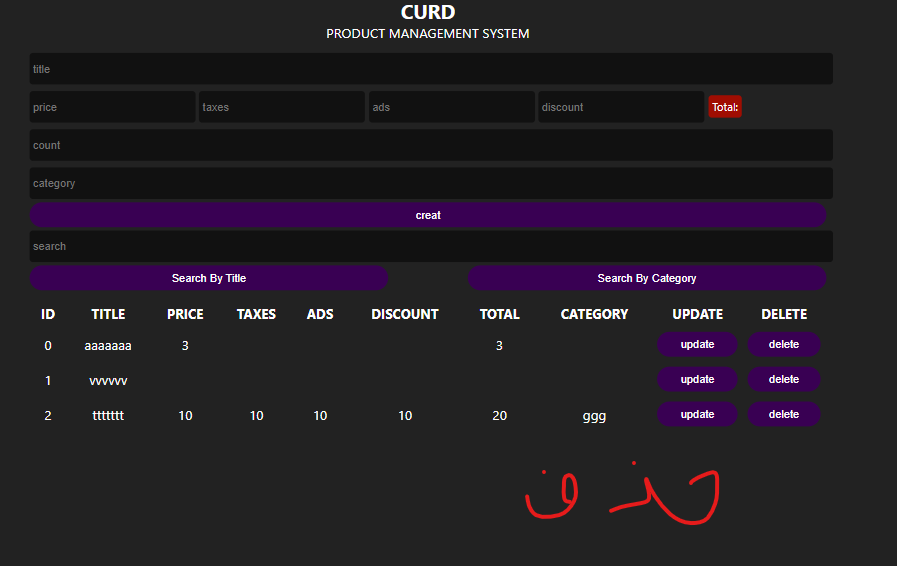 CURD
PRODUCT MANAGEMENT SYSTEM
title
price taxes ads discount Total:
count
category
creat
search
Search By Title Search By Category
ID TITLE PRICE TAXES ADS DISCOUNT TOTAL CATEGORY UPDATE DELETE
0 aaaaaaa 3 3 update delete
1 vvvvvv update delete
2 ttttttt 10 10 10 10 20 ggg update delete